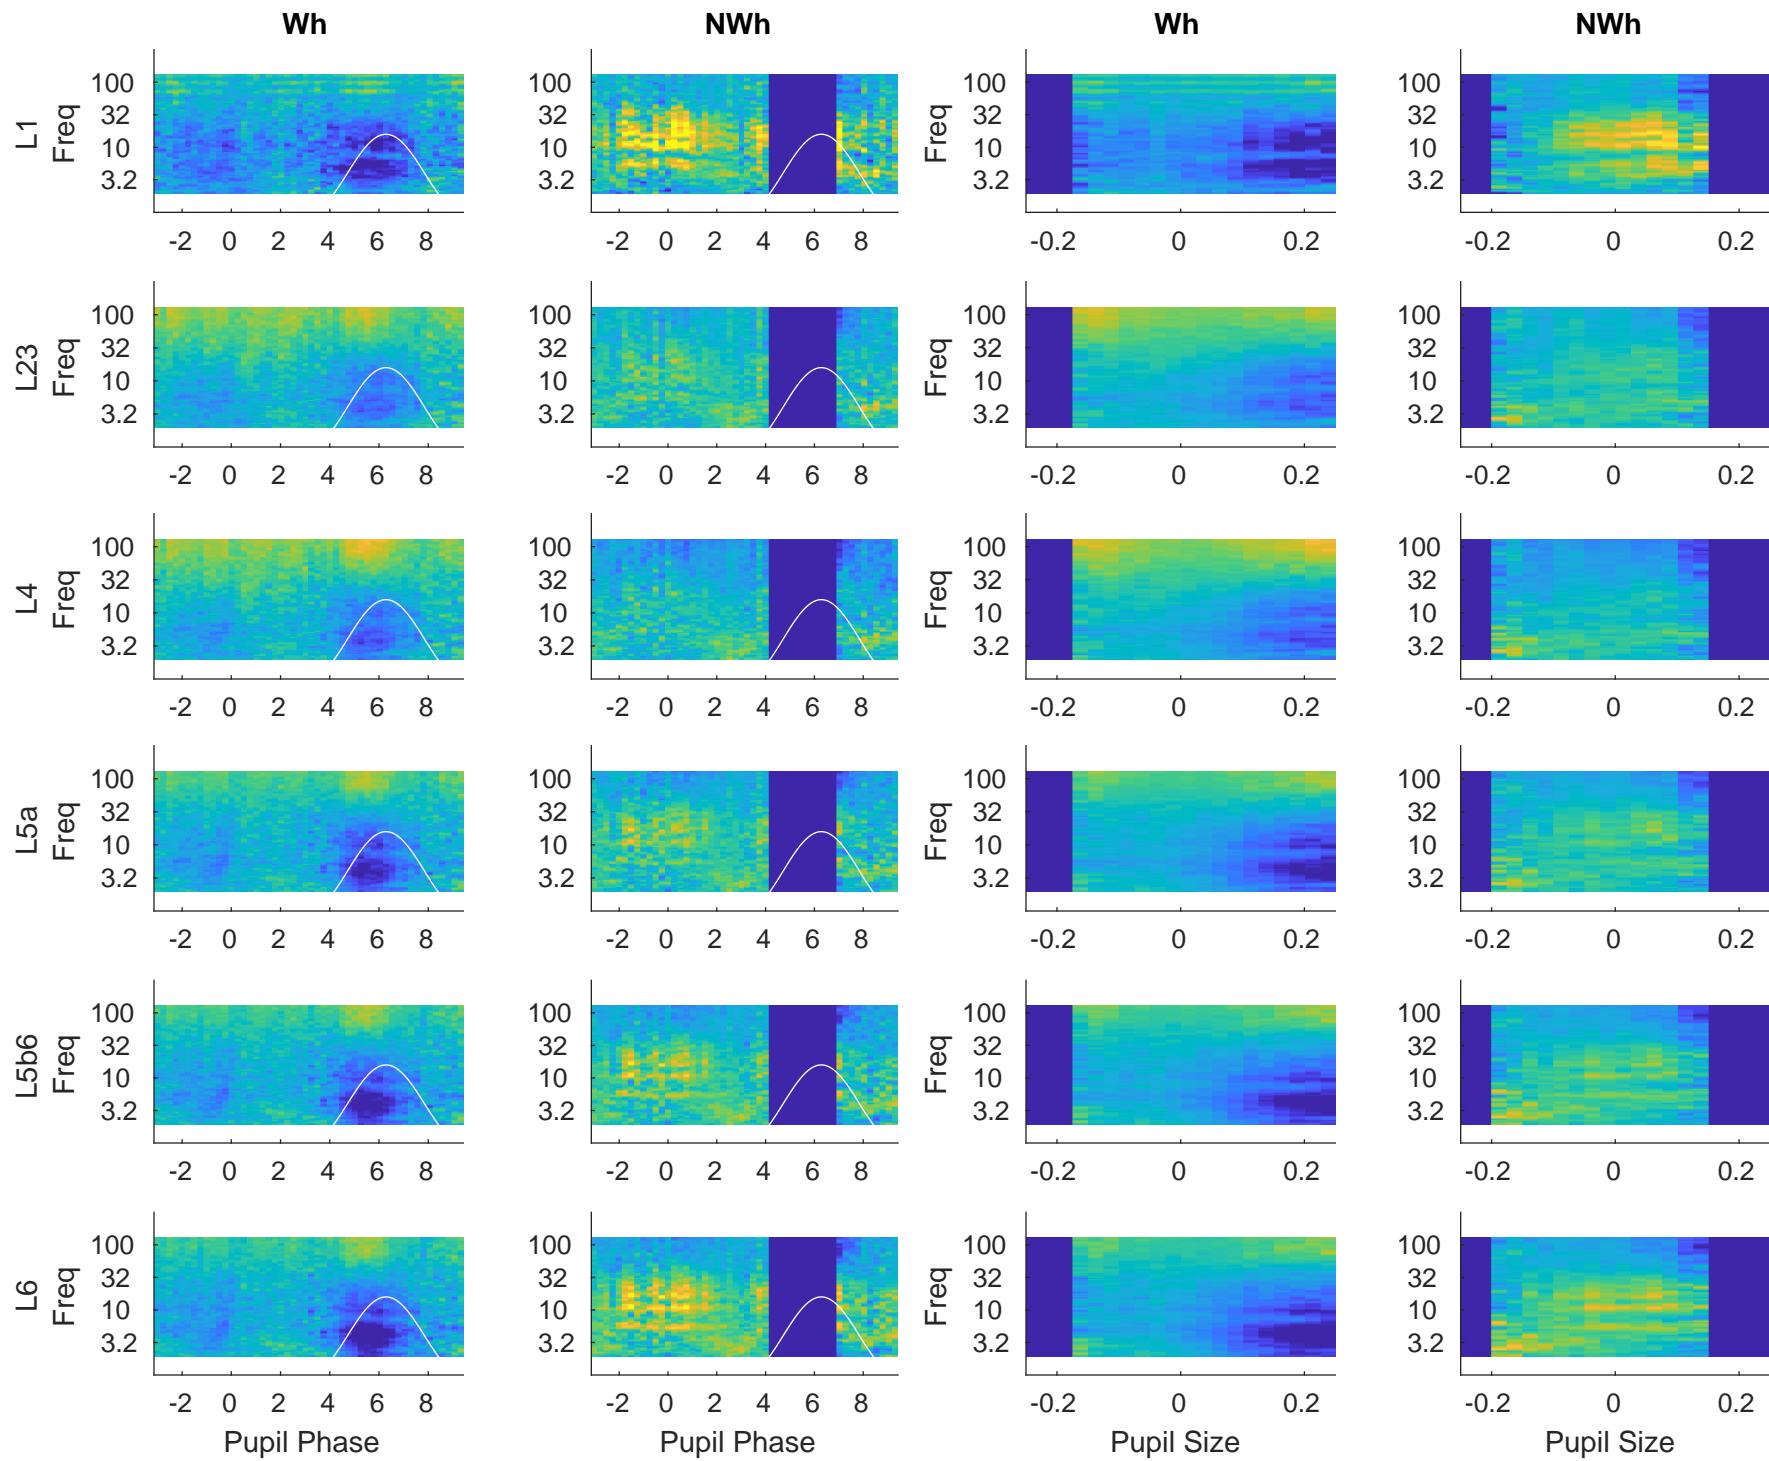 Wh NWh Wh NWh
L1 Freq 100 32 10 3.2 Freq 100 32 10 3.2 100 32 10 3.2 100 32 10 3.2
-2 0 2 4 6 8 -2 0 2 4 6 8 -0.2 0 0.2 -0.2 0 0.2
L23 Freq 100 32 10 3.2 100 32 10 3.2 Freq 100 32 10 3.2 100 32 10 3.2
-2 0 2 4 6 8 -2 0 2 4 6 8 -0.2 0 0.2 -0.2 0 0.2
L4 Freq 100 32 10 3.2 100 32 10 3.2 Freq 100 32 10 3.2 100 32 10 3.2
-2 0 2 4 6 8 -2 0 2 4 6 8 -0.2 0 0.2 -0.2 0 0.2
L5a Freq 100 32 10 3.2 100 32 10 3.2 Freq 100 32 10 3.2 100 32 10 3.2
-2 0 2 4 6 8 -2 0 2 4 6 8 -0.2 0 0.2 -0.2 0 0.2
L5b6 Freq 100 32 10 3.2 100 32 10 3.2 Freq 100 32 10 3.2 100 32 10 3.2
-2 0 2 4 6 8 -2 0 2 4 6 8 -0.2 0 0.2 -0.2 0 0.2
L6 Freq 100 32 10 3.2 100 32 10 3.2 Freq 100 32 10 3.2 100 32 10 3.2
-2 0 2 4 6 8 -2 0 2 4 6 8 -0.2 0 0.2 -0.2 0 0.2
Pupil Phase Pupil Phase Pupil Size Pupil Size